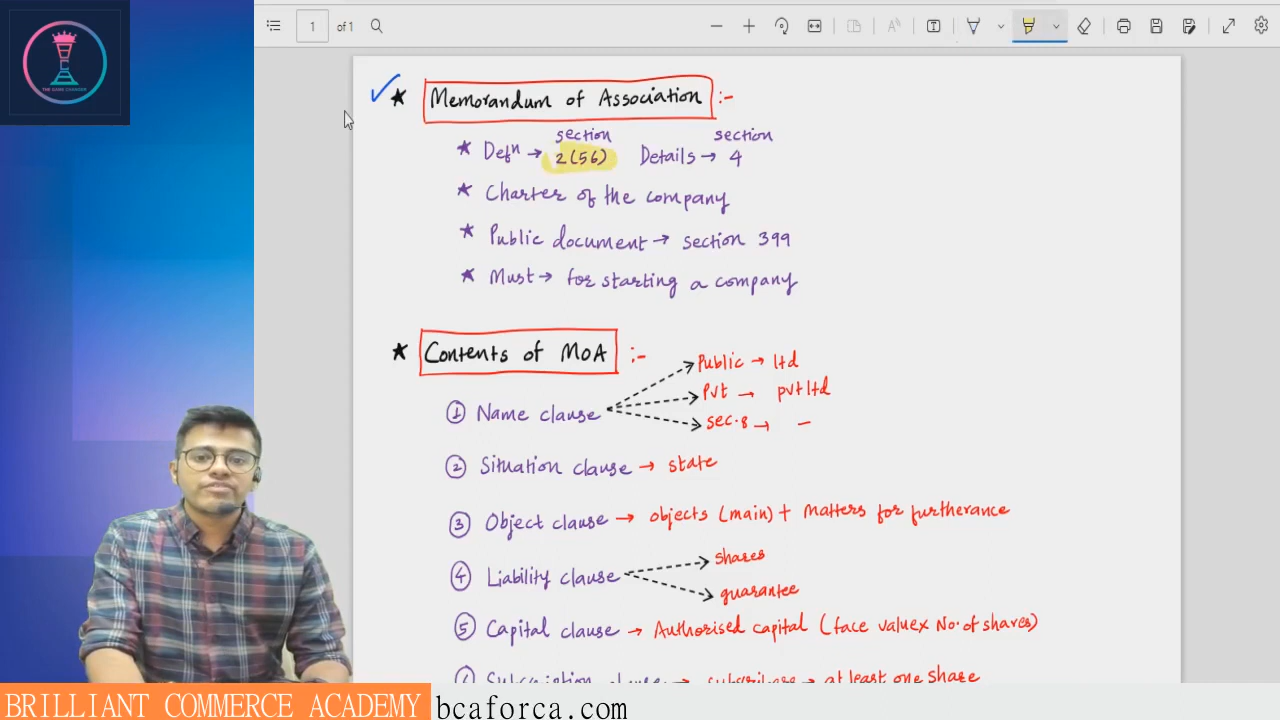 THE GAME CHANGER
1 of 1
★ Memorandum of Association :-
section section
★ Defn → 2(56) Details → 4
★ Charter of the company
★ Public document → section 399
★ Must → for starting a company
★ Contents of MOA :-
Public → ltd
① Name clause Pvt → pvt ltd
sec.8 → -
② Situation clause → state
③ Object clause → objects (main) + matters for furtherance
shares
④ Liability clause
guarantee
⑤ Capital clause → Authorised capital (face value x No. of shares)
→ at least one share
BRILLIANT COMMERCE ACADEMY bcaforca.com